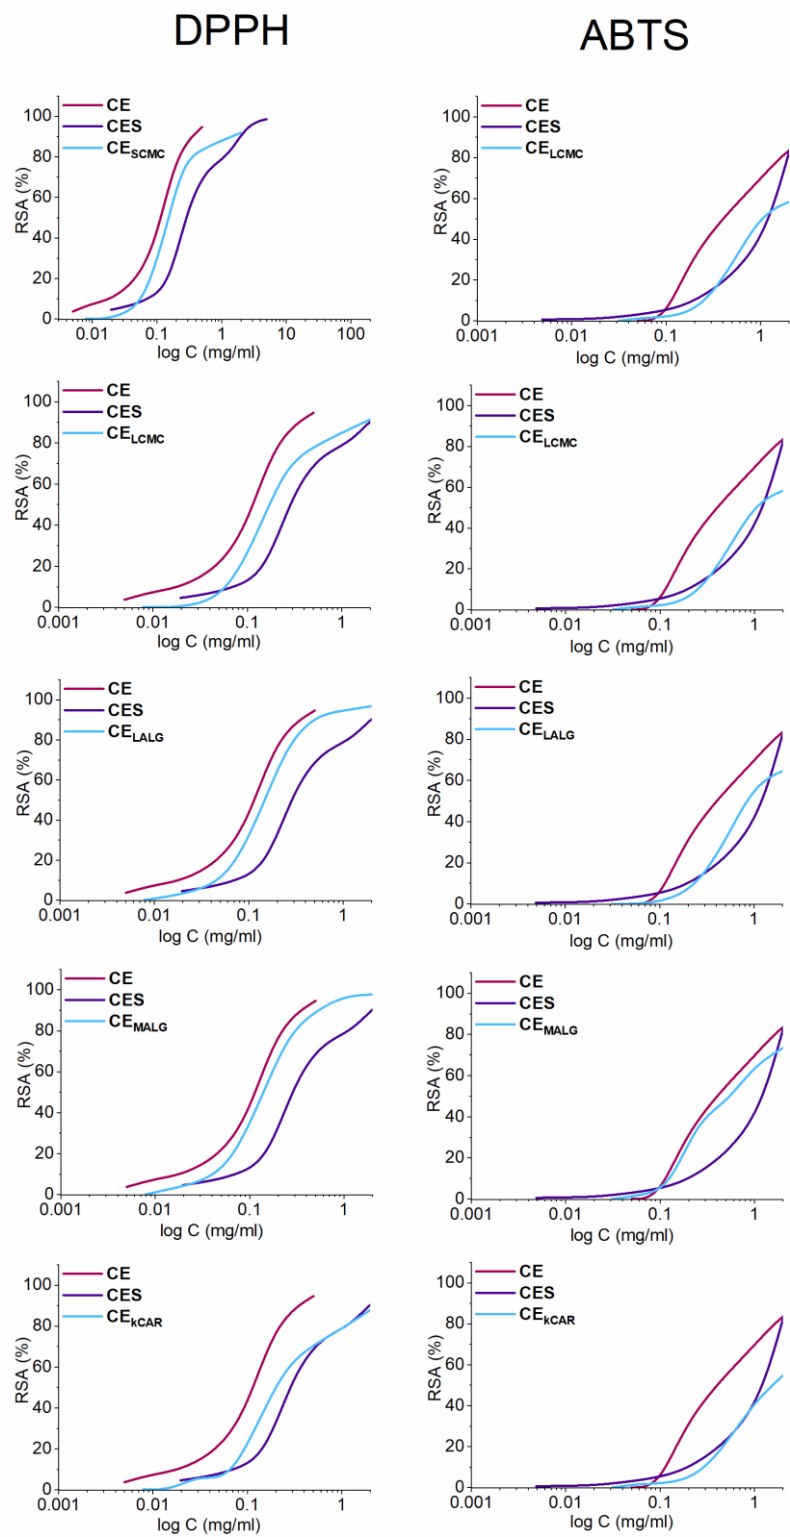 DPPH
ABTS
CE
CES
CE_SCMC
RSA (%)
100
80
60
40
20
0
0.01 0.1 1 10 100
log C (mg/ml)
CE
CES
CE_LCMC
RSA (%)
100
80
60
40
20
0
0.001 0.01 0.1 1
log C (mg/ml)
CE
CES
CE_LCMC
RSA (%)
100
80
60
40
20
0
0.001 0.01 0.1 1
log C (mg/ml)
CE
CES
CE_LCMC
RSA (%)
100
80
60
40
20
0
0.001 0.01 0.1 1
log C (mg/ml)
CE
CES
CE_LALG
RSA (%)
100
80
60
40
20
0
0.001 0.01 0.1 1
log C (mg/ml)
CE
CES
CE_LALG
RSA (%)
100
80
60
40
20
0
0.001 0.01 0.1 1
log C (mg/ml)
CE
CES
CE_MALG
RSA (%)
100
80
60
40
20
0
0.001 0.01 0.1 1
log C (mg/ml)
CE
CES
CE_MALG
RSA (%)
100
80
60
40
20
0
0.001 0.01 0.1 1
log C (mg/ml)
CE
CES
CE_kCAR
RSA (%)
100
80
60
40
20
0
0.001 0.01 0.1 1
log C (mg/ml)
CE
CES
CE_kCAR
RSA (%)
100
80
60
40
20
0
0.001 0.01 0.1 1
log C (mg/ml)